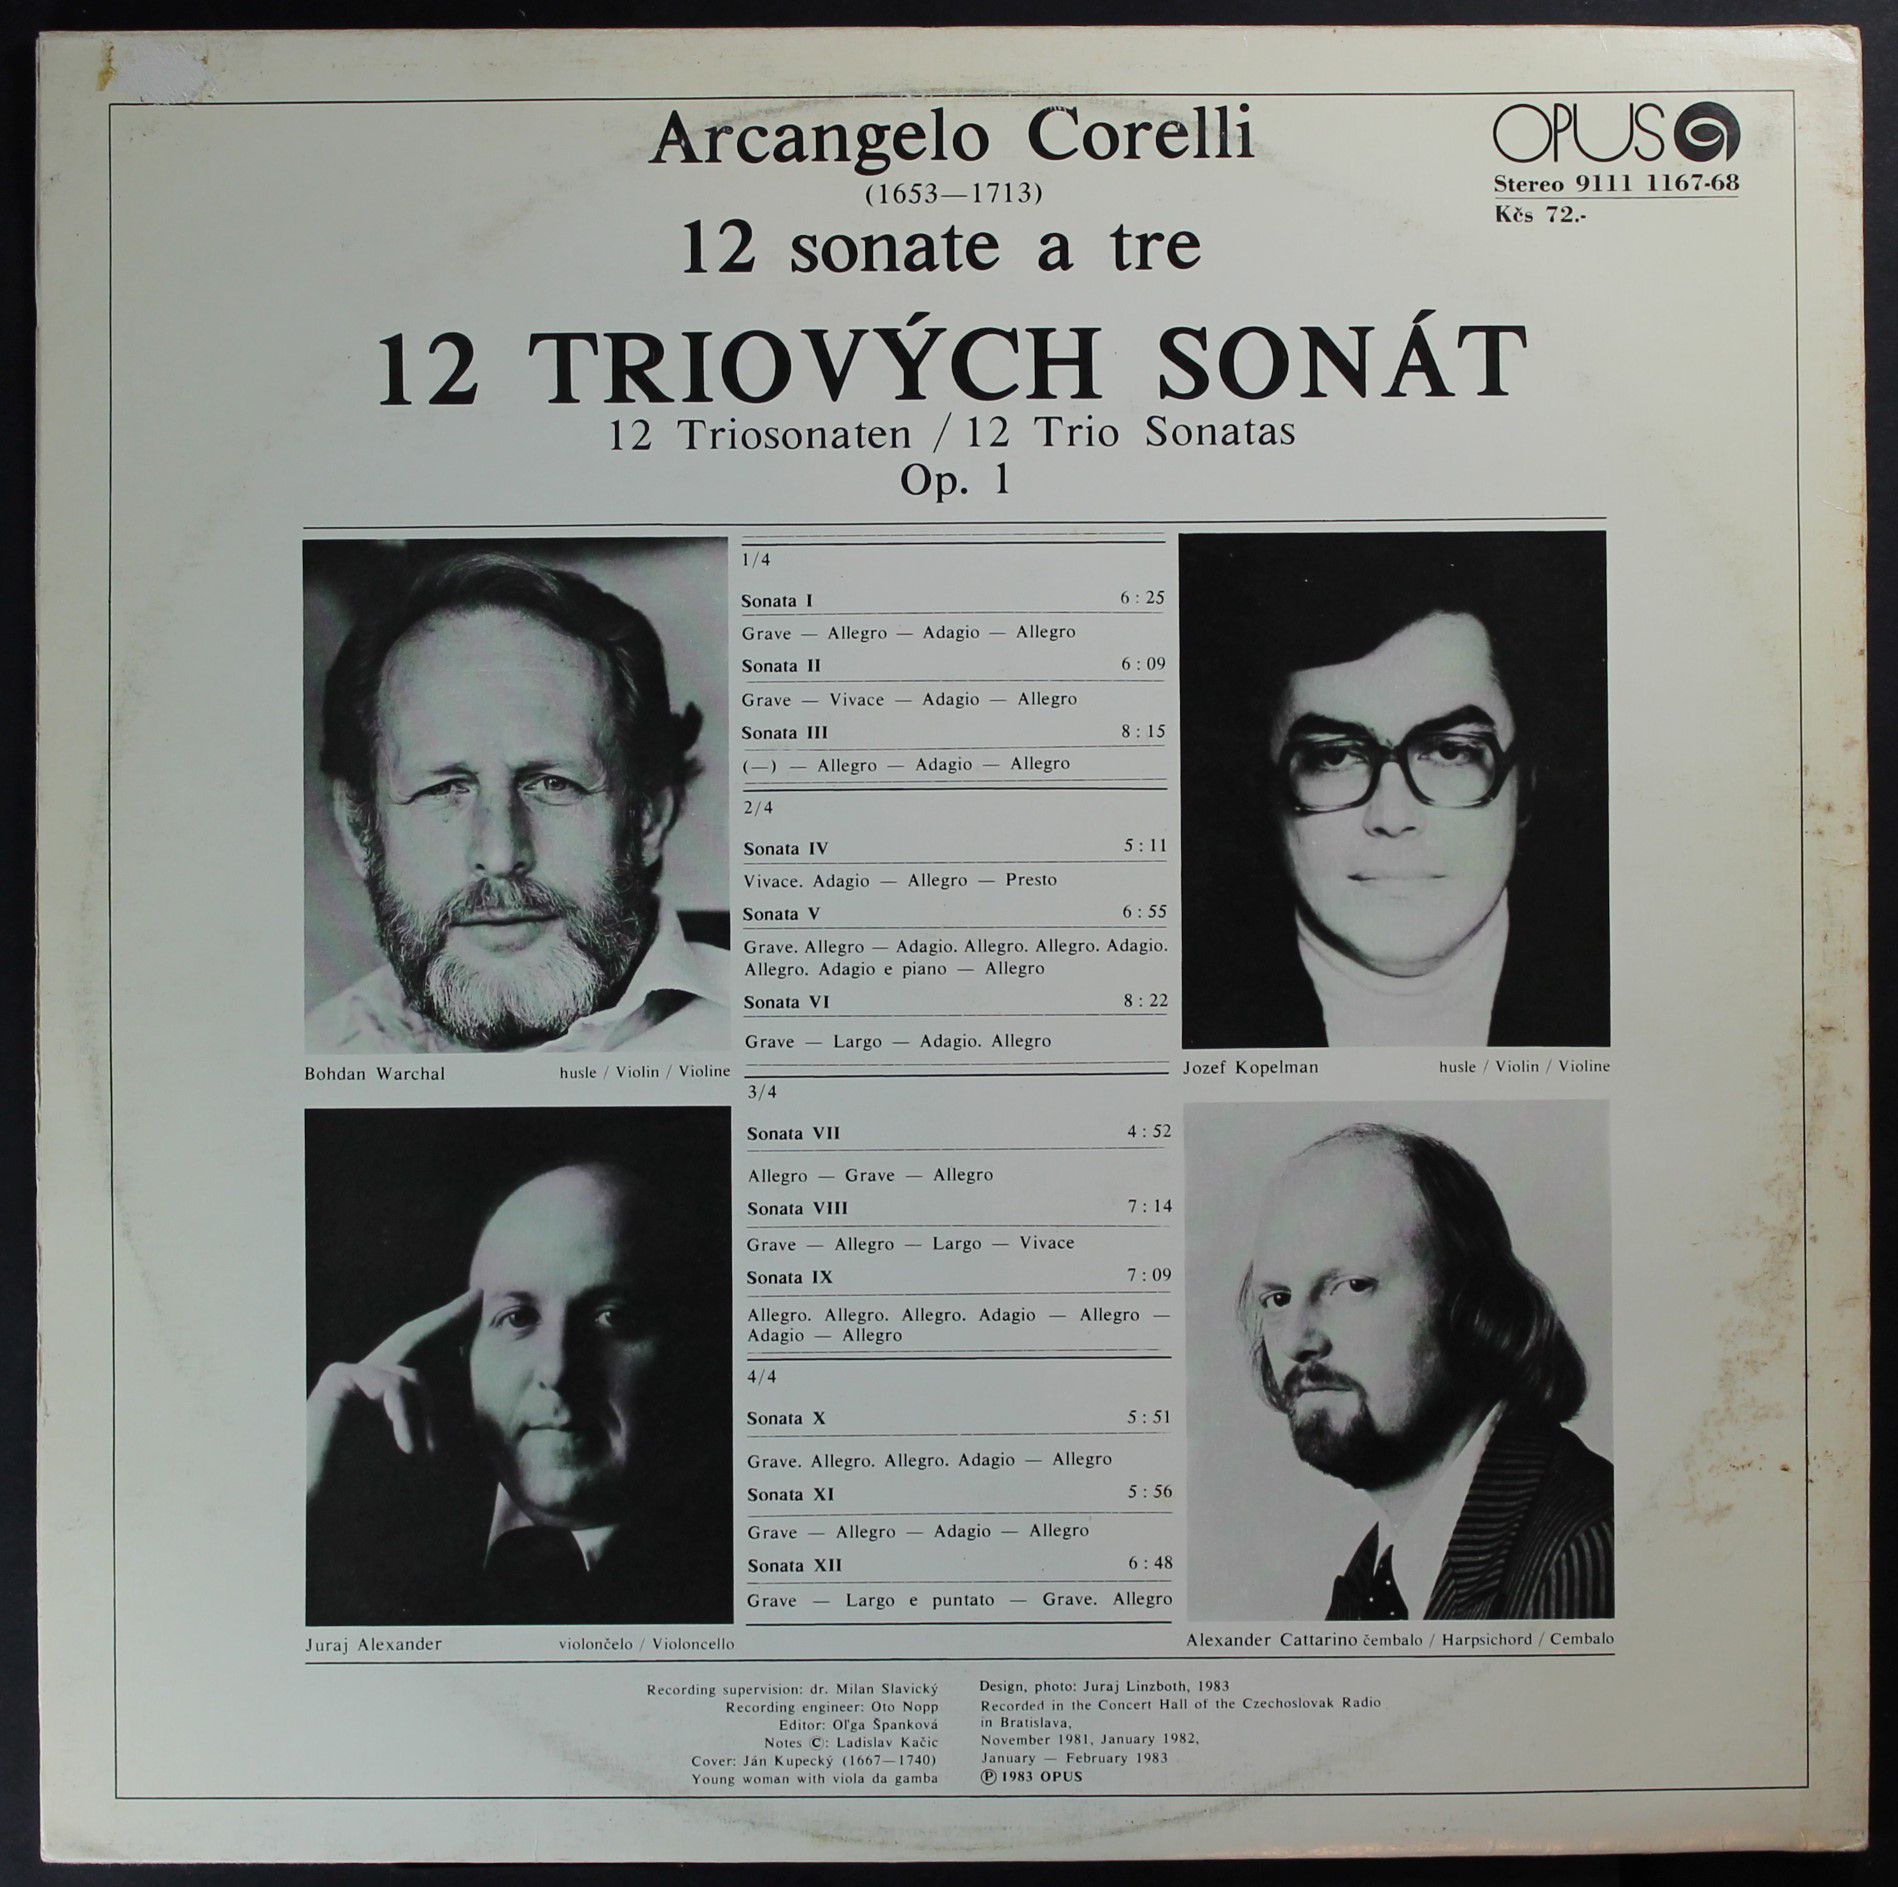 Arcangelo Corelli
(1653—1713)
12 sonate a tre
12 TRIOVÝCH SONÁT
12 Triosonaten / 12 Trio Sonatas
Op. 1
OPUS
Stereo 9111 1167-68
Kčs 72.-
1/4
Sonata I 6 : 25
Grave — Allegro — Adagio — Allegro
Sonata II 6 : 09
Grave — Vivace — Adagio — Allegro
Sonata III 8 : 15
(—) — Allegro — Adagio — Allegro
2/4
Sonata IV 5 : 11
Vivace. Adagio — Allegro — Presto
Sonata V 6 : 55
Grave. Allegro — Adagio. Allegro. Allegro. Adagio.
Allegro. Adagio e piano — Allegro
Sonata VI 8 : 22
Grave — Largo — Adagio. Allegro
Bohdan Warchal husle / Violin / Violine
Jozef Kopelman husle / Violin / Violine
3/4
Sonata VII 4 : 52
Allegro — Grave — Allegro
Sonata VIII 7 : 14
Grave — Allegro — Largo — Vivace
Sonata IX 7 : 09
Allegro. Allegro. Allegro. Adagio — Allegro —
Adagio — Allegro
4/4
Sonata X 5 : 51
Grave. Allegro. Allegro. Adagio — Allegro
Sonata XI 5 : 56
Grave — Allegro — Adagio — Allegro
Sonata XII 6 : 48
Grave — Largo e puntato — Grave. Allegro
Juraj Alexander violončelo / Violoncello
Alexander Cattarino čembalo / Harpsichord / Cembalo
Recording supervision: dr. Milan Slavický
Recording engineer: Oto Nopp
Editor: Oľga Španková
Notes ©: Ladislav Kačic
Cover: Ján Kupecký (1667—1740)
Young woman with viola da gamba
Design, photo: Juraj Linzboth, 1983
Recorded in the Concert Hall of the Czechoslovak Radio
in Bratislava,
November 1981, January 1982,
January — February 1983
℗ 1983 OPUS